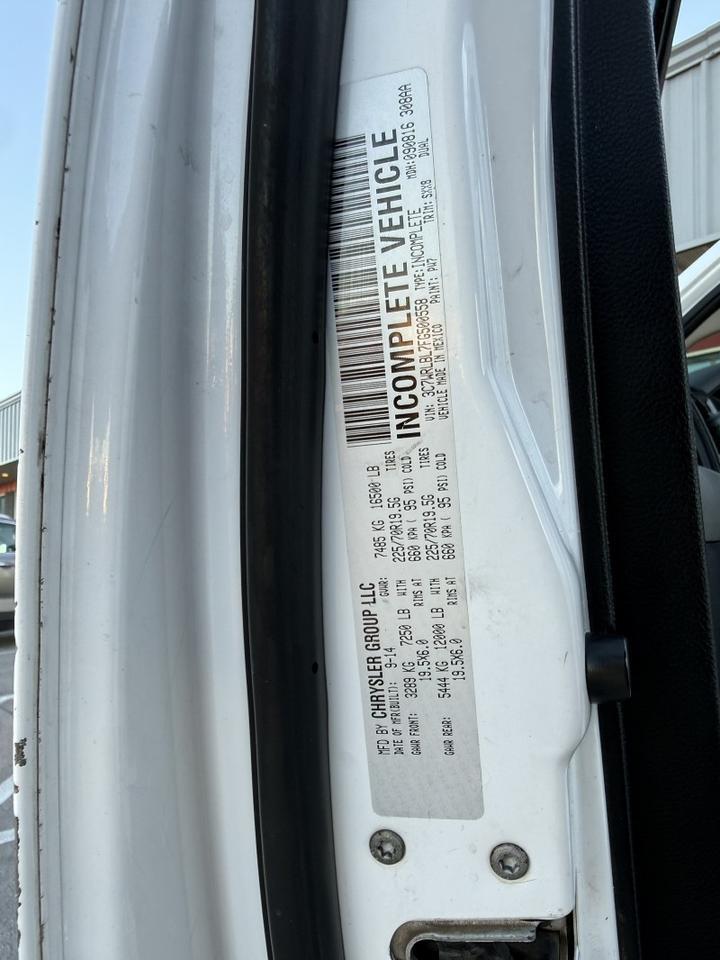 MFD BY CHRYSLER GROUP LLC
DATE OF MFR(BUILT): 9-14 GVWR: 7485 KG 16500 LB
GAWR FRONT: 3289 KG 7250 LB WITH 225/70R19.5G TIRES
19.5X6.0 RIMS AT 660 KPA ( 95 PSI) COLD
GAWR REAR: 5444 KG 12000 LB WITH 225/70R19.5G TIRES
19.5X6.0 RIMS AT 660 KPA ( 95 PSI) COLD
INCOMPLETE VEHICLE
VIN: 3C7WRLBL7FG500558 TYPE:INCOMPLETE MDH:090816 308AA
VEHICLE MADE IN MEXICO PAINT: PW7 TRIM: SXX8 DUAL